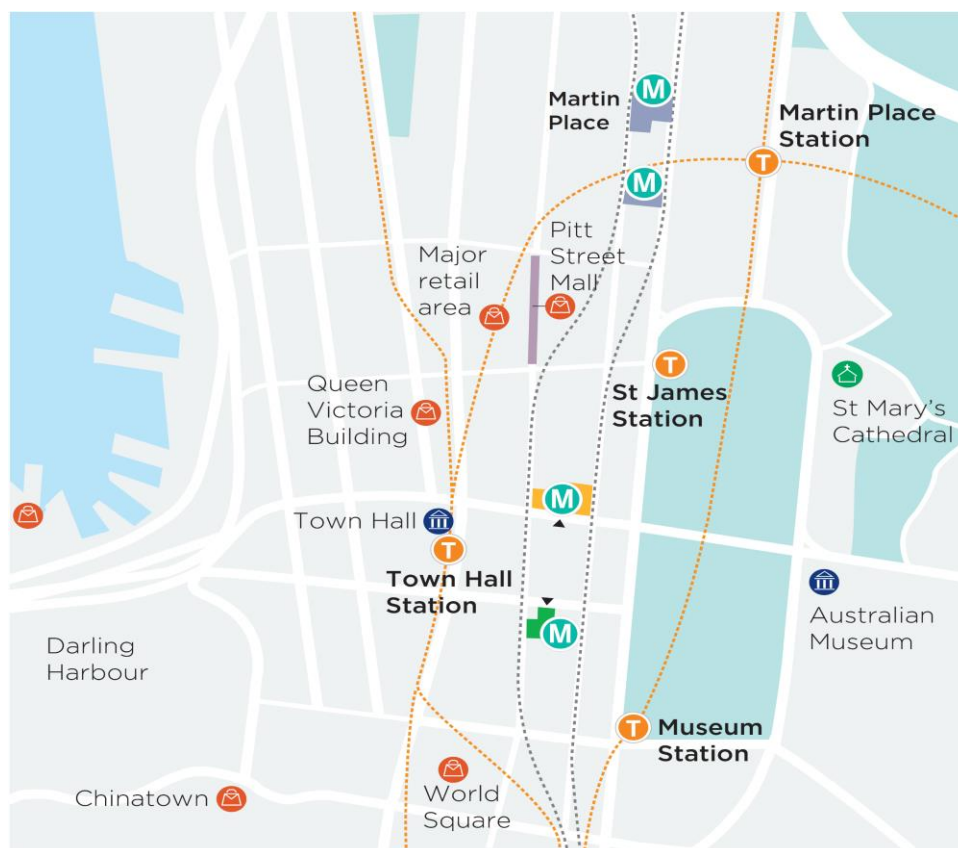 M
Martin
Place
Martin Place
Station
T
M
Pitt
Street
Mall
Major
retail
area
T
St James
Station
Queen
Victoria
Building
St Mary's
Cathedral
M
Town Hall
T
Town Hall
Station
M
Australian
Museum
Darling
Harbour
T
Museum
Station
World
Square
Chinatown